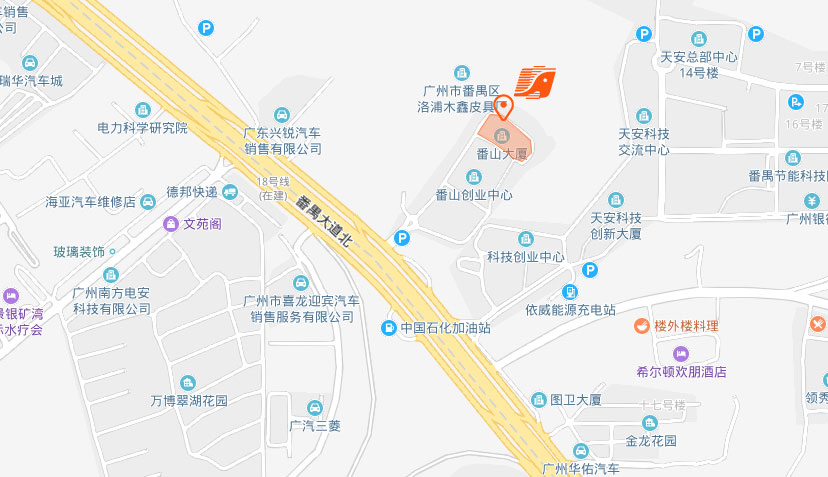 车销售
公司
P
P
P
天安总部中心
14号楼
7号楼
瑞华汽车城
广州市番禺区
洛浦木鑫皮具
17
16号楼
电力科学研究院
广东兴锐汽车
销售有限公司
天安科技
交流中心
番山大厦
番禺节能科技园
18号线
(在建)
德邦快递
番山创业中心
海亚汽车维修店
番禺大道北
天安科技
创新大厦
广州银行
文苑阁
P
玻璃装饰
科技创业中心
P
广州南方电安
科技有限公司
景银矿湾
际水疗会
广州市喜龙迎宾汽车
销售服务有限公司
依威能源充电站
中国石化加油站
楼外楼料理
希尔顿欢朋酒店
万博翠湖花园
图卫大厦
十七号楼
领秀
广汽三菱
金龙花园
广州华佑汽车